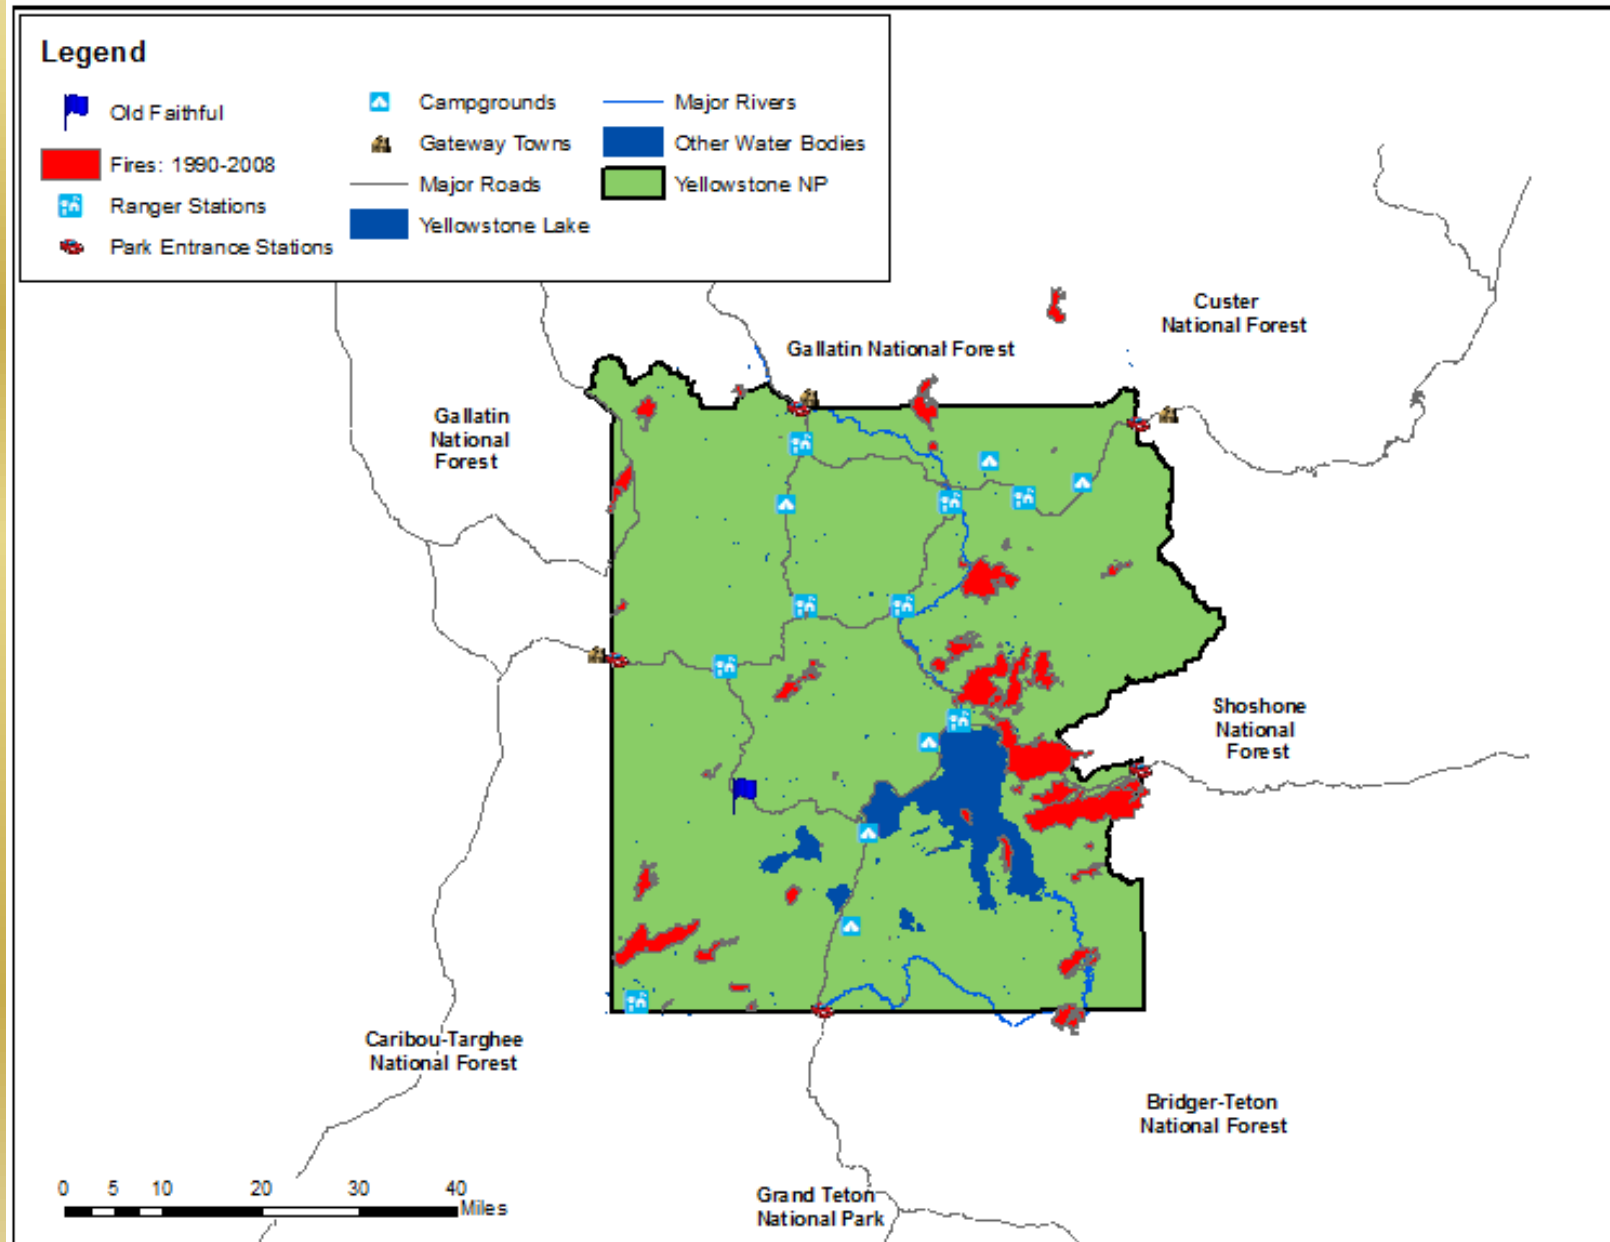 Legend
Old Faithful
Fires: 1990-2008
Ranger Stations
Park Entrance Stations
Campgrounds
Gateway Towns
Major Roads
Yellowstone Lake
Major Rivers
Other Water Bodies
Yellowstone NP
Custer
National Forest
Gallatin National Forest
Gallatin
National
Forest
Shoshone
National
Forest
Caribou-Targhee
National Forest
Bridger-Teton
National Forest
Grand Teton
National Park
0 5 10 20 30 40
Miles